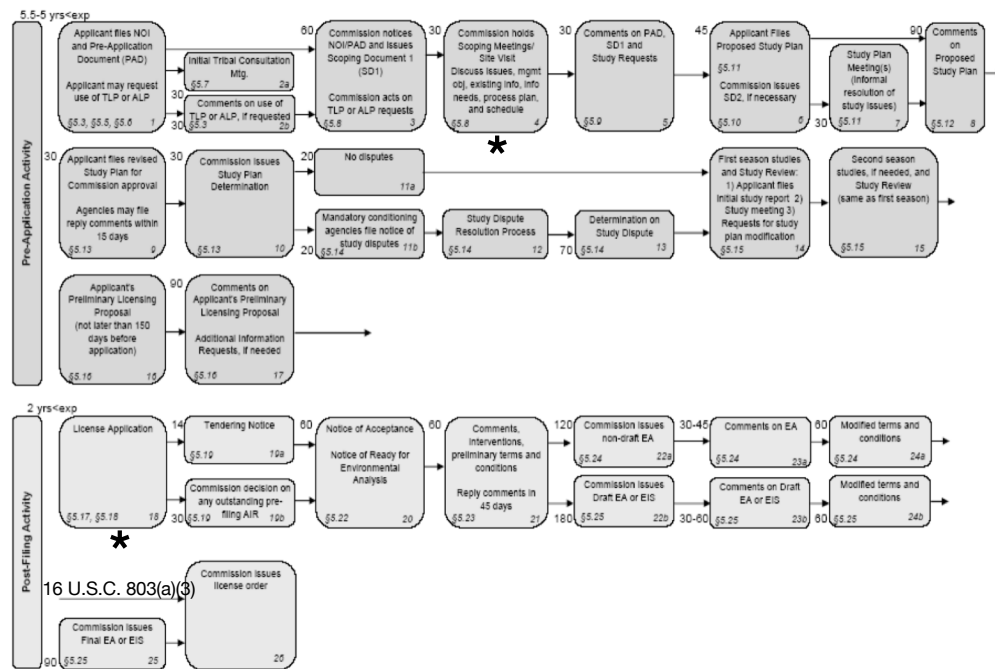 5.5-5 yrs<exp
Pre-Application Activity
Applicant files NOI
and Pre-Application
Document (PAD)
Applicant may request
use of TLP or ALP
§5.3, §5.5, §5.6 1
Initial Tribal Consultation
Mtg.
§5.7 2a
30
Comments on use of
TLP or ALP, if requested
30 §5.3 2b
60
Commission notices
NOI/PAD and issues
Scoping Document 1
(SD1)
Commission acts on
TLP or ALP requests
§5.8 3
30
Commission holds
Scoping Meetings/
Site Visit
Discuss issues, mgmt
obj, existing info, info
needs, process plan,
and schedule
§5.8 4
*
30
Comments on PAD,
SD1 and
Study Requests
§5.9 5
45
Applicant Files
Proposed Study Plan
§5.11
Commission issues
SD2, if necessary
§5.10 6
Study Plan
Meeting(s)
(informal
resolution of
study issues)
30 §5.11 7
90
Comments
on
Proposed
Study Plan
§5.12 8
30
Applicant files revised
Study Plan for
Commission approval
Agencies may file
reply comments within
15 days
§5.13 9
30
Commission issues
Study Plan
Determination
§5.13 10
20
No disputes
11a
Mandatory conditioning
agencies file notice of
study disputes
20 §5.14 11b
Study Dispute
Resolution Process
§5.14 12
Determination on
Study Dispute
70 §5.14 13
First season studies
and Study Review:
1) Applicant files
initial study report 2)
Study meeting 3)
Requests for study
plan modification
§5.15 14
Second season
studies, if needed, and
Study Review
(same as first season)
§5.15 15
Applicant's
Preliminary Licensing
Proposal
(not later than 150
days before
application)
§5.16 16
90
Comments on
Applicant's Preliminary
Licensing Proposal
Additional Information
Requests, if needed
§5.16 17
2 yrs<exp
Post-Filing Activity
License Application
§5.17, §5.18 18
*
14
Tendering Notice
§5.19 19a
Commission decision on
any outstanding pre-
filing AIR
30 §5.19 19b
60
Notice of Acceptance
Notice of Ready for
Environmental
Analysis
§5.22 20
60
Comments,
interventions,
preliminary terms and
conditions
Reply comments in
45 days
§5.23 21
120
Commission issues
non-draft EA
§5.24 22a
30-45
Comments on EA
§5.24 23a
60
Modified terms and
conditions
§5.24 24a
Commission issues
Draft EA or EIS
180 §5.25 22b
Comments on Draft
EA or EIS
30-60 §5.25 23b
Modified terms and
conditions
60 §5.25 24b
16 U.S.C. 803(a)(3)
Commission issues
Final EA or EIS
90 §5.25 25
Commission issues
license order
26